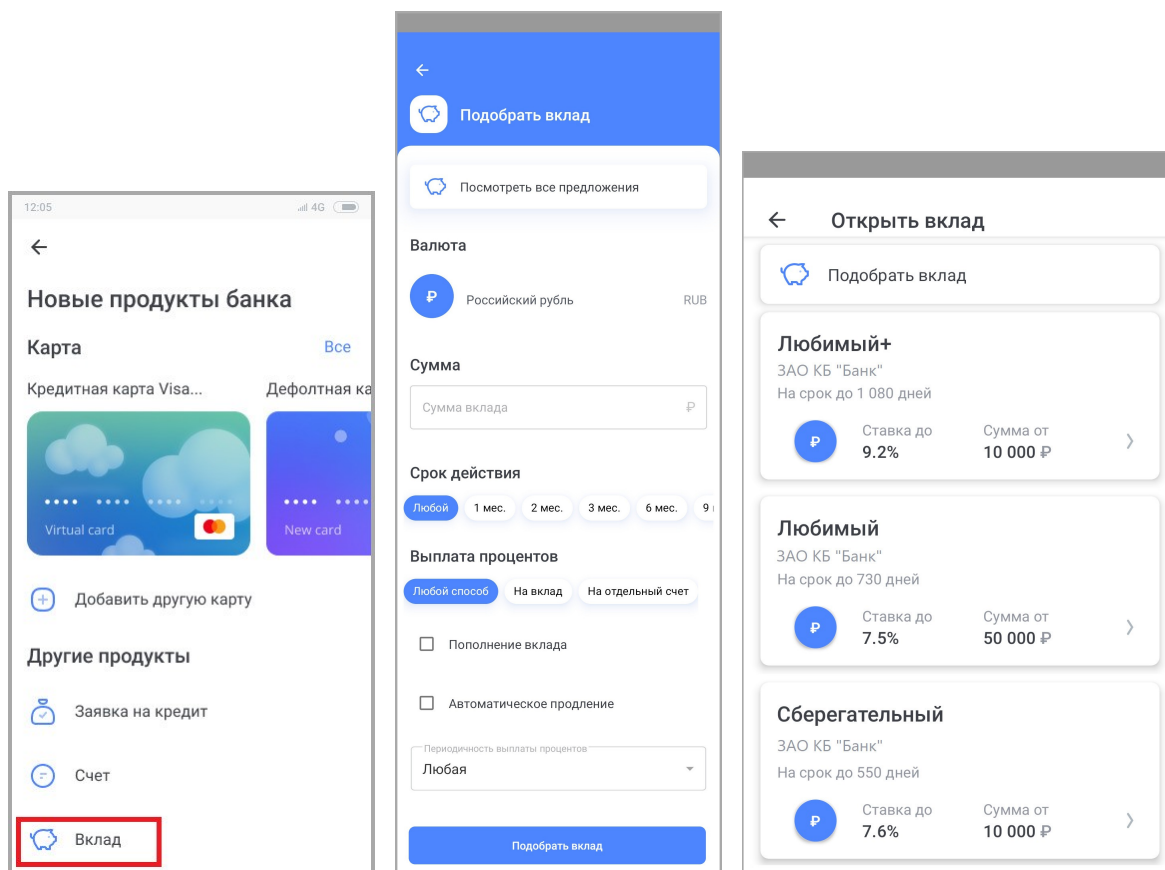 12:05
4G
Новые продукты банка
Карта
Все
Кредитная карта Visa...
Дефолтная ка
Virtual card
New card
Добавить другую карту
Другие продукты
Заявка на кредит
Счет
Вклад
Подобрать вклад
Посмотреть все предложения
Валюта
₽ Российский рубль RUB
Сумма
Сумма вклада ₽
Срок действия
Любой 1 мес. 2 мес. 3 мес. 6 мес. 9
Выплата процентов
Любой способ На вклад На отдельный счет
Пополнение вклада
Автоматическое продление
Периодичность выплаты процентов
Любая
Подобрать вклад
Открыть вклад
Подобрать вклад
Любимый+
ЗАО КБ "Банк"
На срок до 1 080 дней
Ставка до Сумма от
₽ 9.2% 10 000 ₽
Любимый
ЗАО КБ "Банк"
На срок до 730 дней
Ставка до Сумма от
₽ 7.5% 50 000 ₽
Сберегательный
ЗАО КБ "Банк"
На срок до 550 дней
Ставка до Сумма от
₽ 7.6% 10 000 ₽